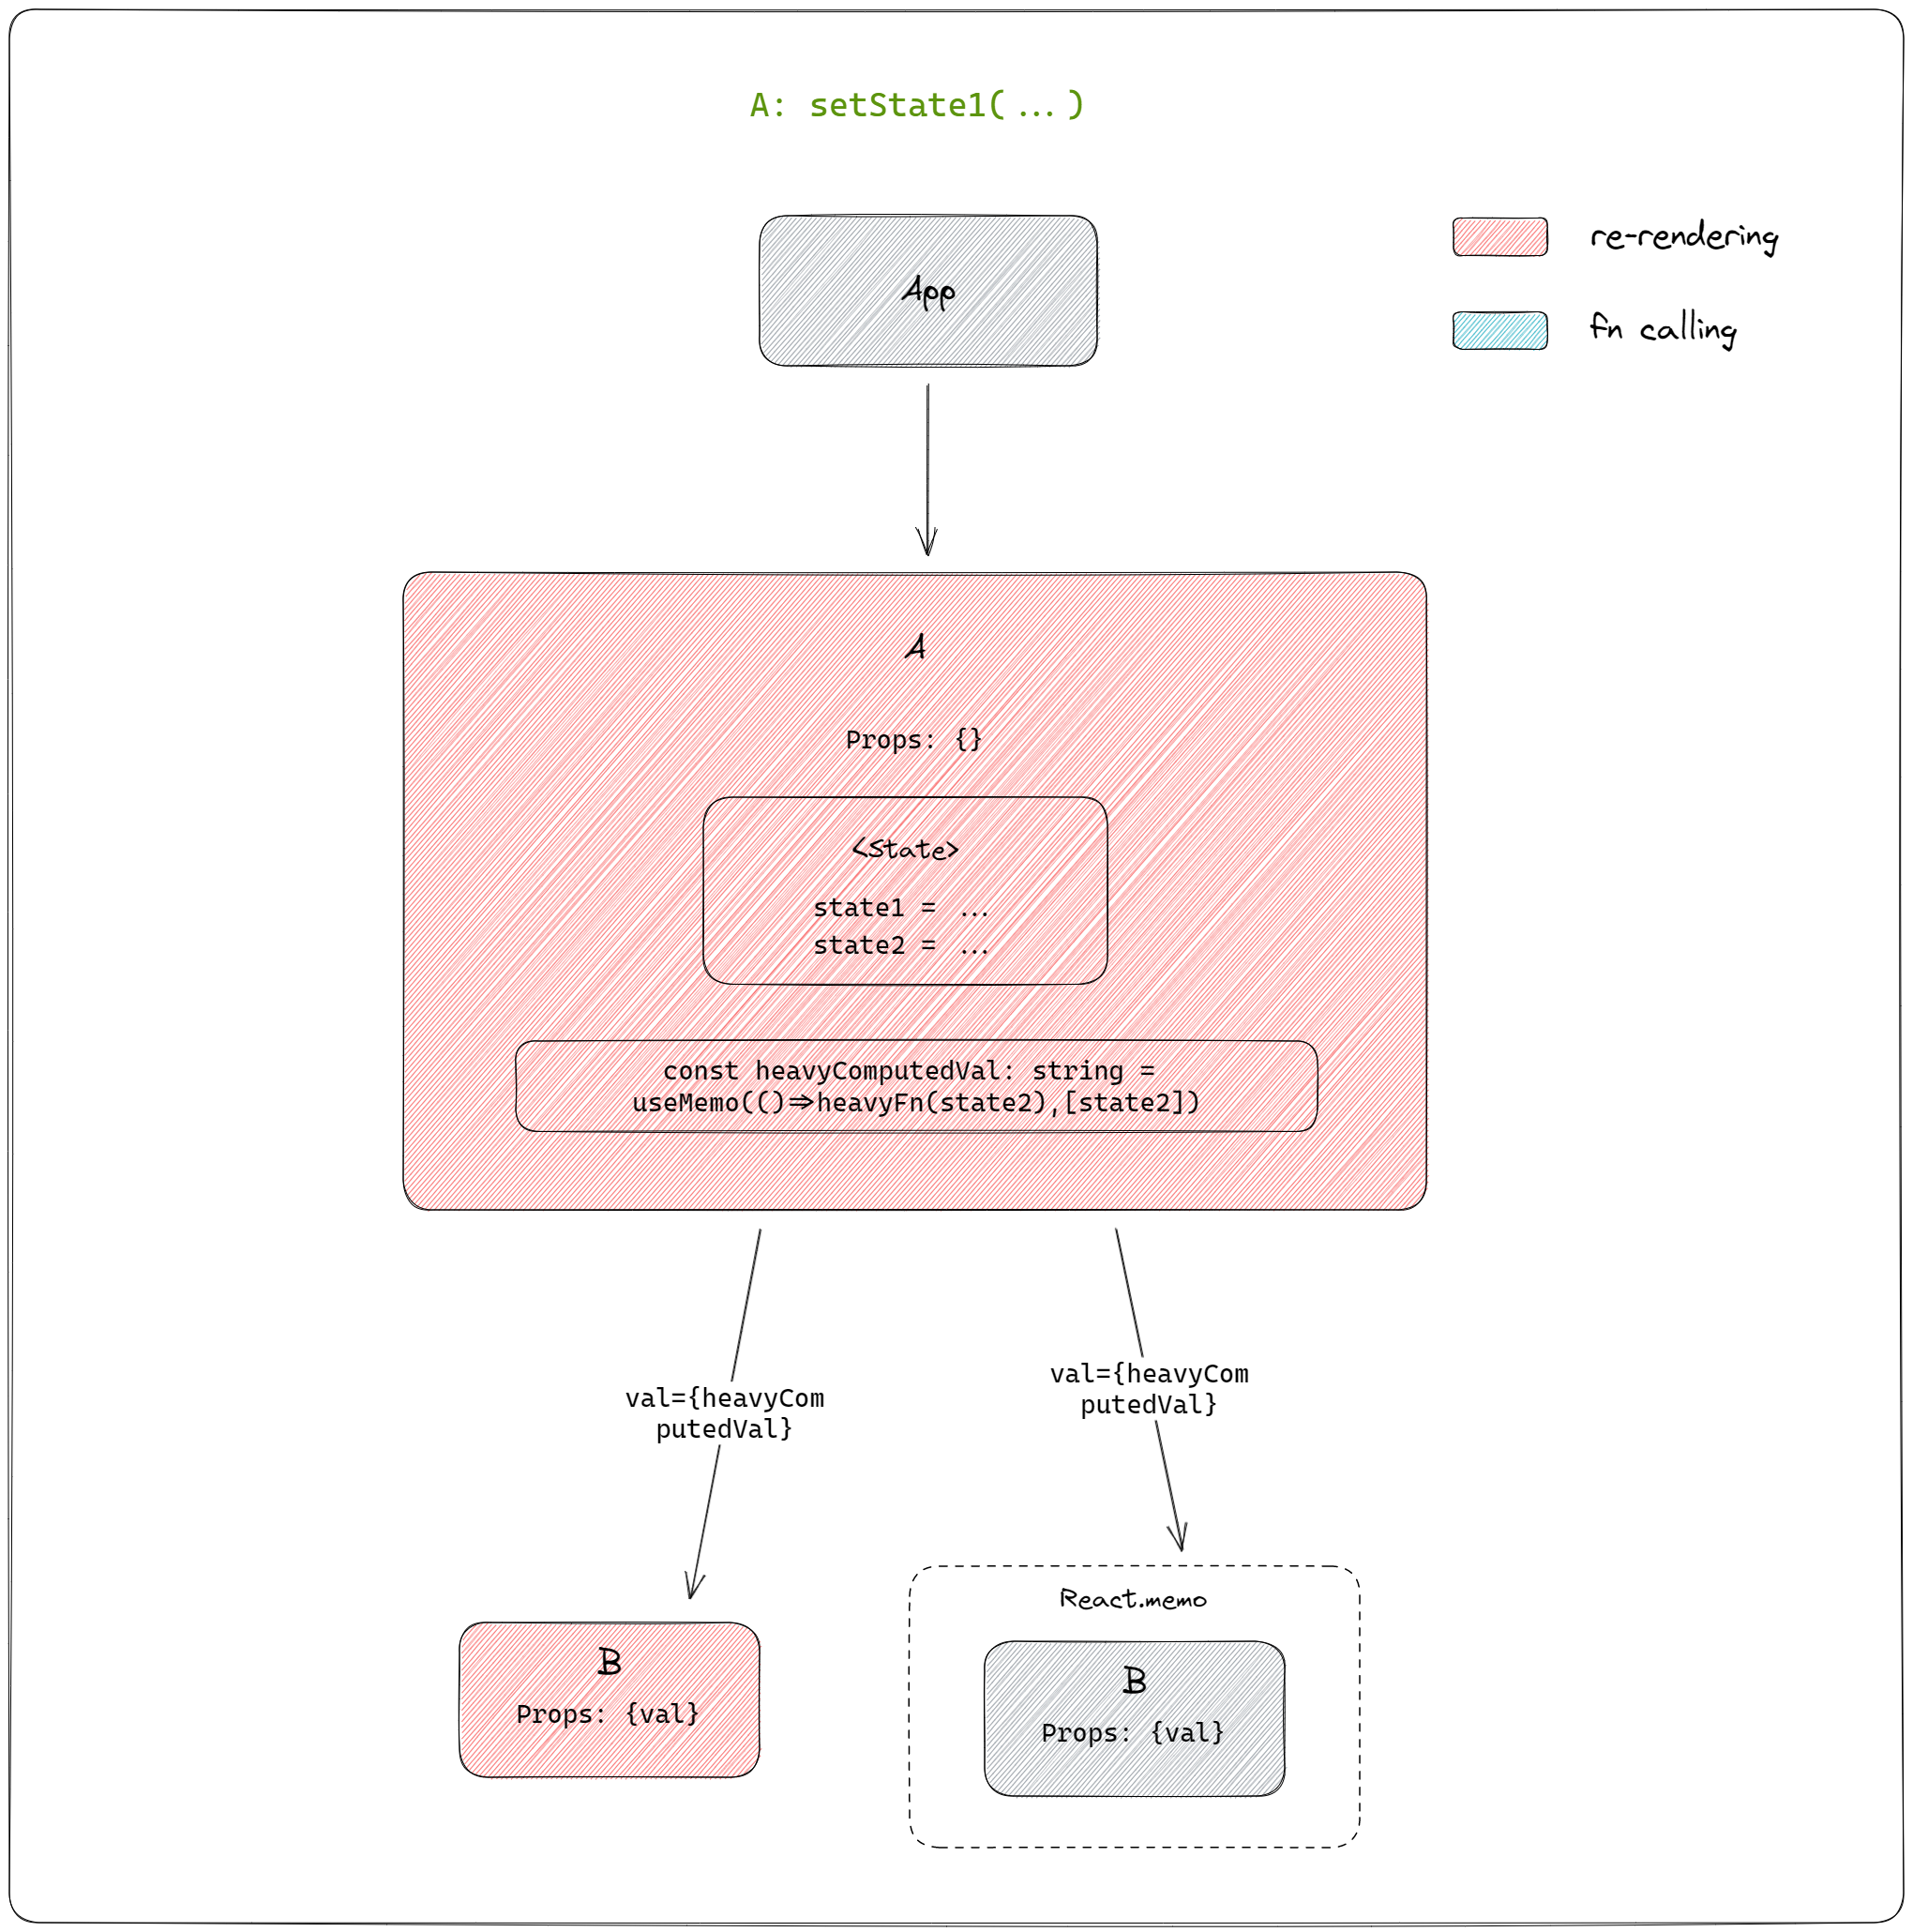 A: setState1(...)
App
re-rendering
fn calling
A
Props: {}
<State>
state1 = ...
state2 = ...
const heavyComputedVal: string =
useMemo(()=>heavyFn(state2),[state2])
val={heavyCom
putedVal}
val={heavyCom
putedVal}
B
Props: {val}
React.memo
B
Props: {val}